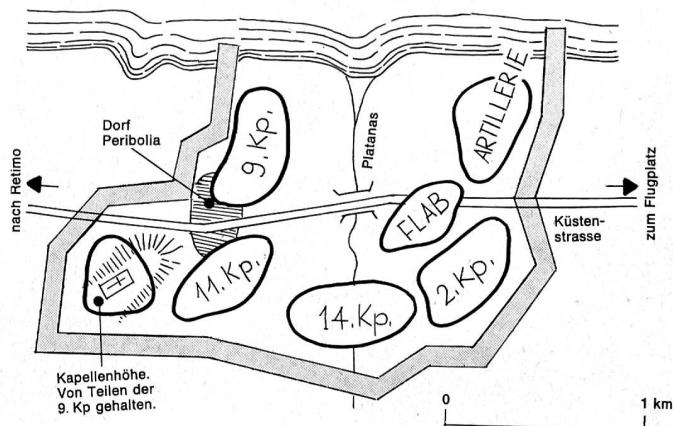 ARTILLERIE
9. Kp.
Dorf
Peribolia
Platanas
nach Retimo
zum Flugplatz
FLAB
Küsten-
strasse
11. Kp.
2. Kp.
14. Kp.
Kapellenhöhe.
Von Teilen der
9. Kp gehalten.
0
1 km